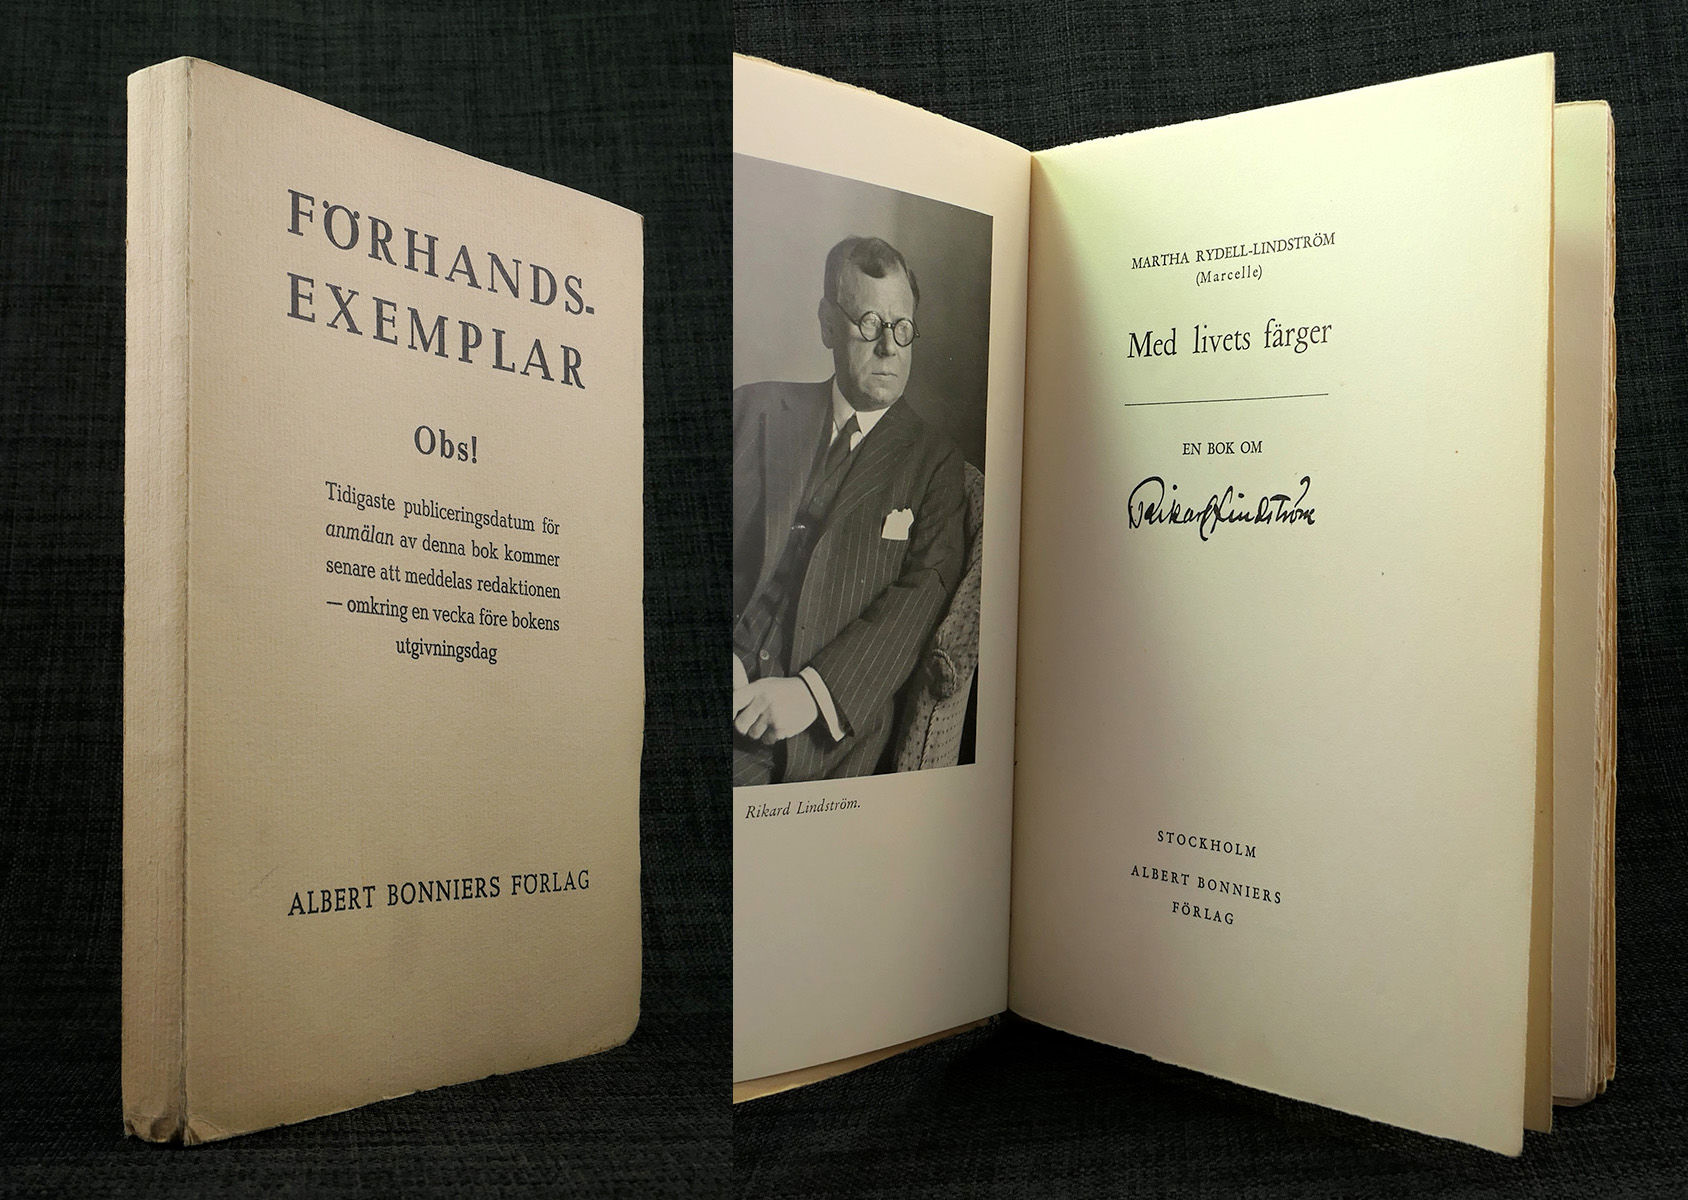 FÖRHANDS-
EXEMPLAR
Obs!
Tidigaste publiceringsdatum för
anmälan av denna bok kommer
senare att meddelas redaktionen
— omkring en vecka före bokens
utgivningsdag
ALBERT BONNIERS FÖRLAG
Rikard Lindström.
MARTHA RYDELL-LINDSTRÖM
(Marcelle)
Med livets färger
EN BOK OM
Rikard Lindström
STOCKHOLM
ALBERT BONNIERS
FÖRLAG